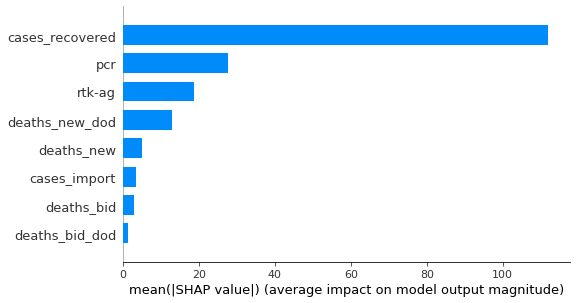 cases_recovered
pcr
rtk-ag
deaths_new_dod
deaths_new
cases_import
deaths_bid
deaths_bid_dod
0 20 40 60 80 100
mean(|SHAP value|) (average impact on model output magnitude)